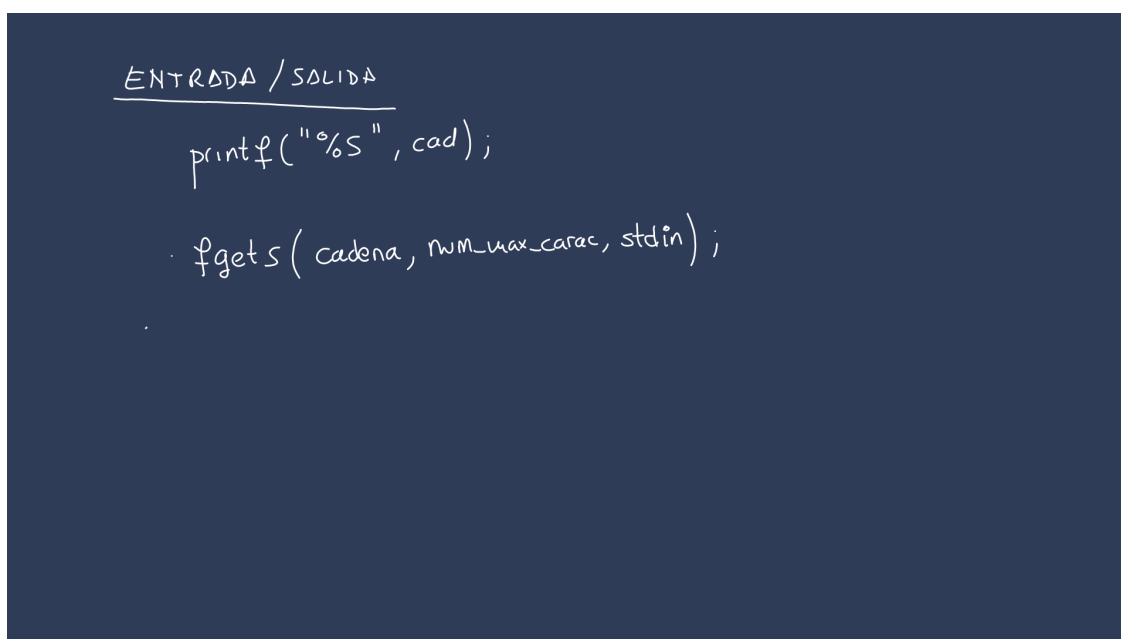 ENTRADA / SALIDA
printf("%s", cad);
fgets(cadena, num_max_carac, stdin);